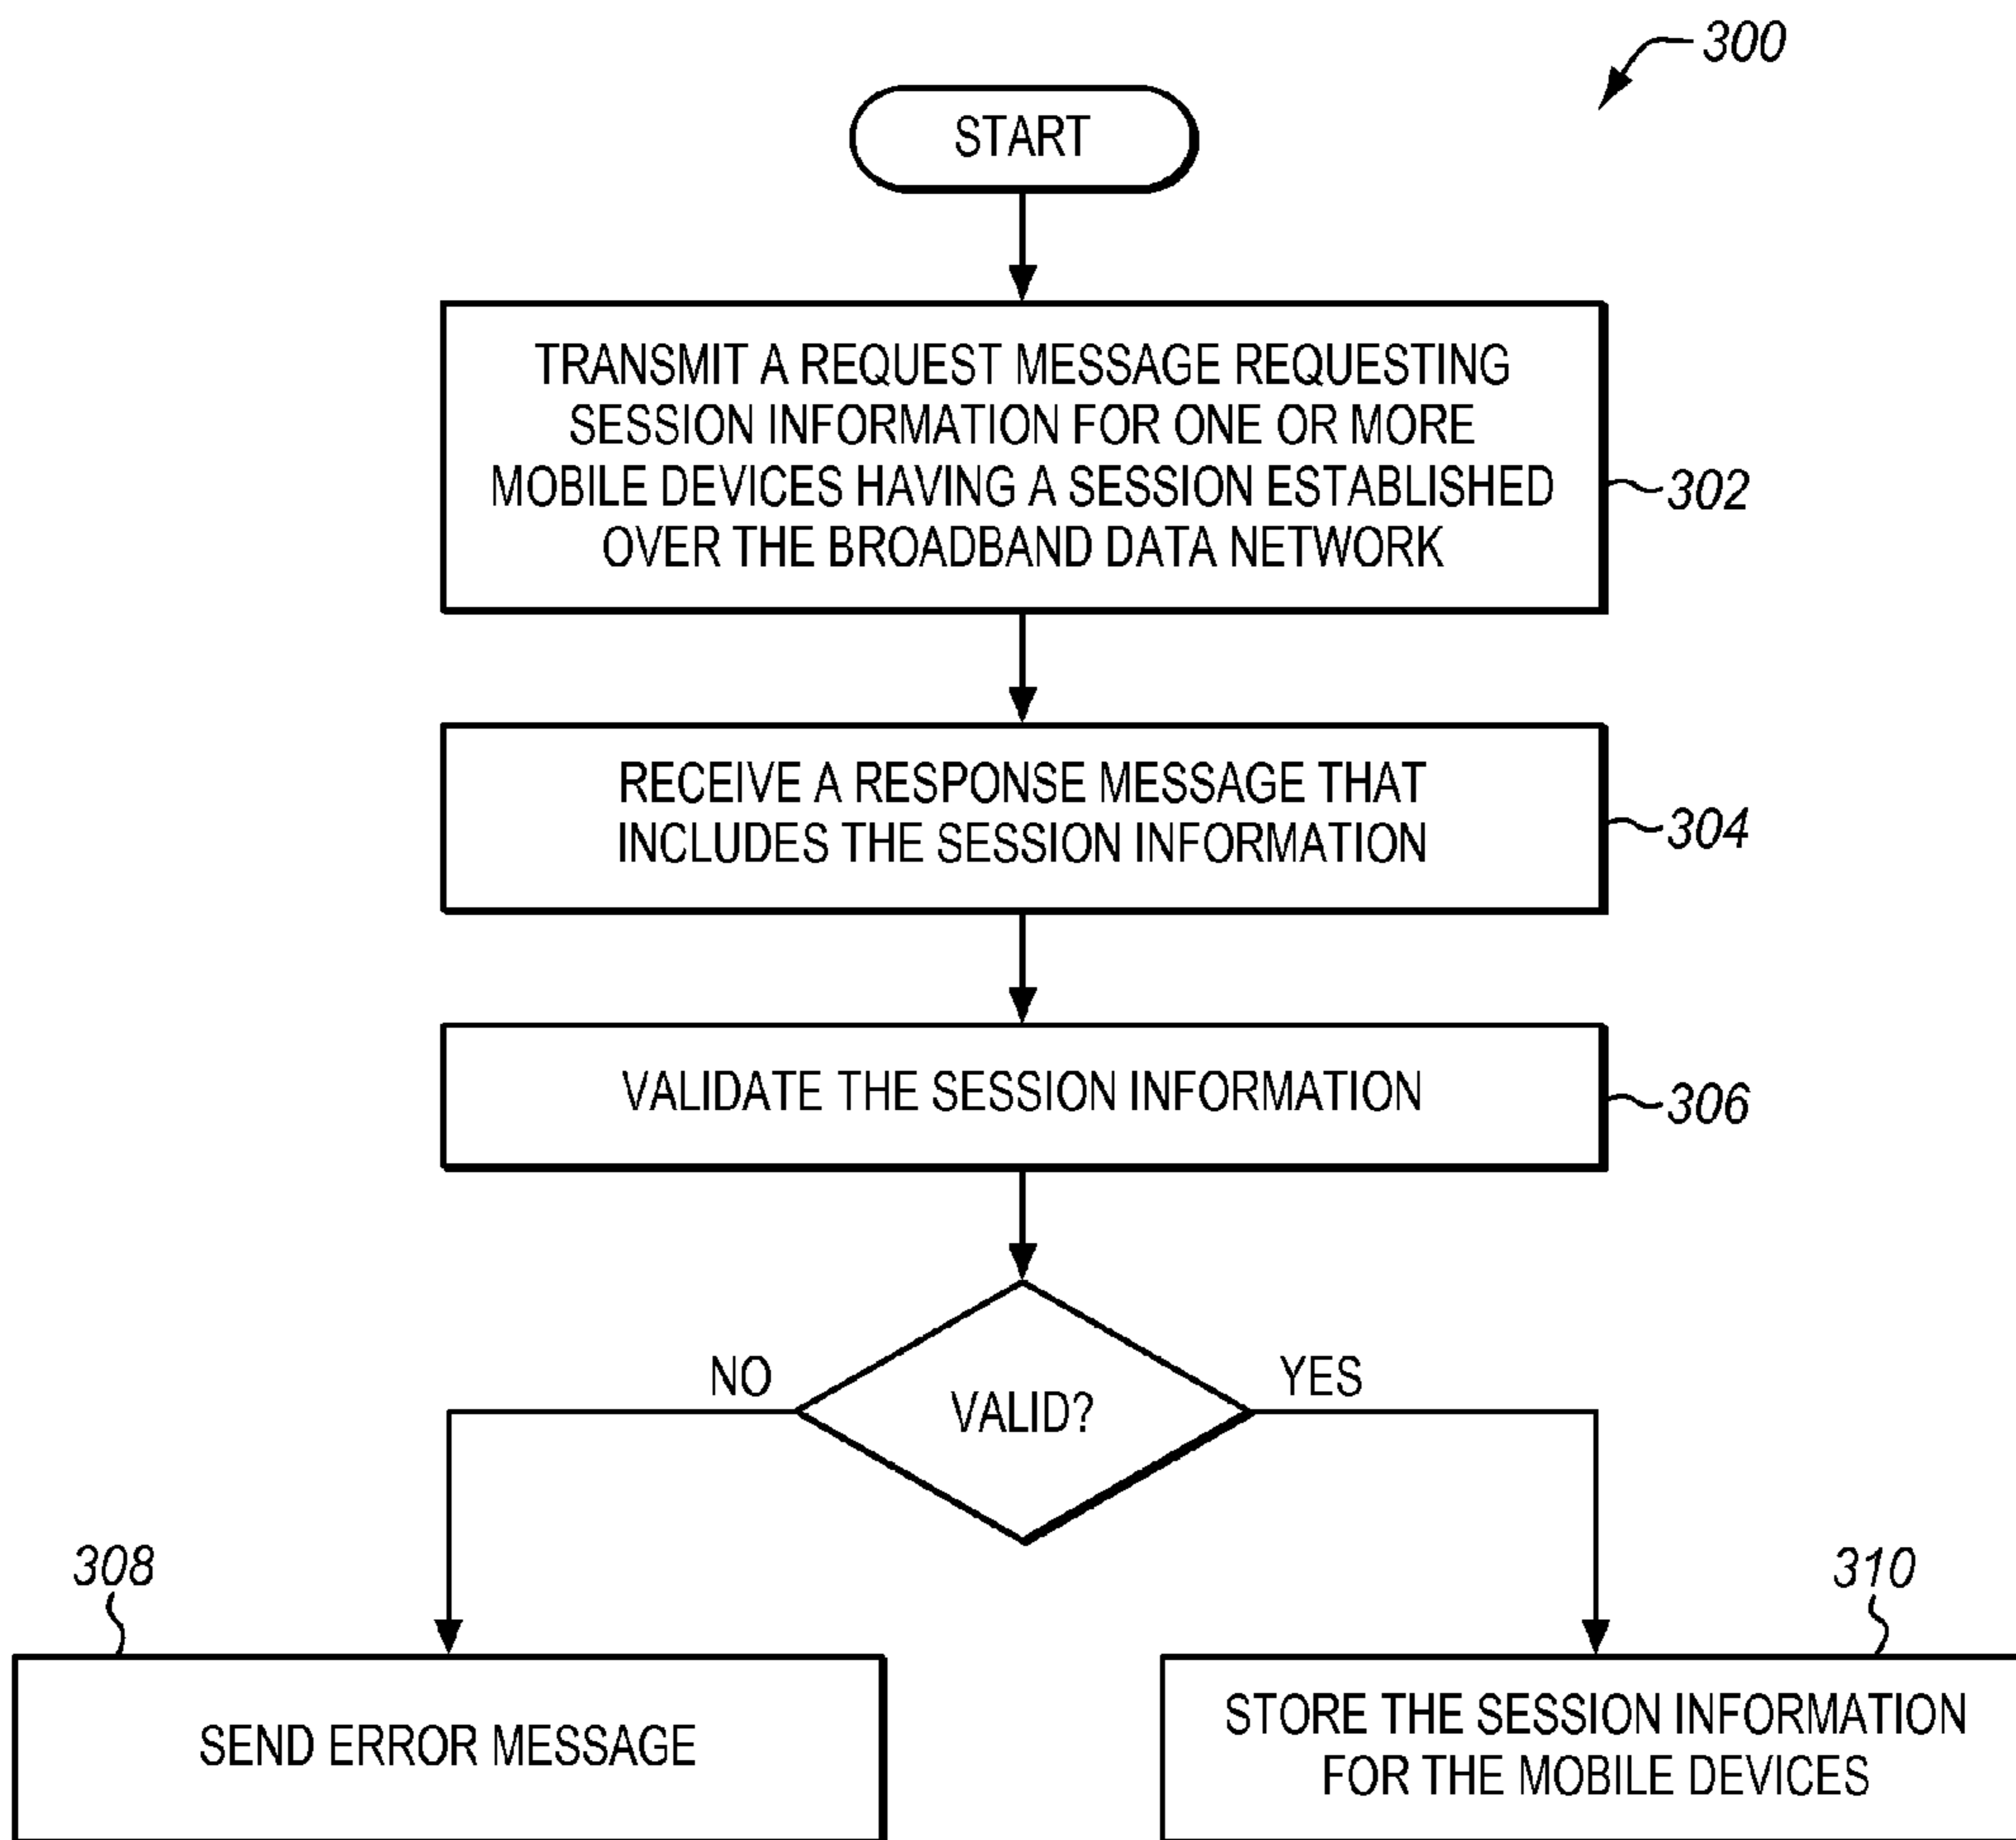 300
START
TRANSMIT A REQUEST MESSAGE REQUESTING
SESSION INFORMATION FOR ONE OR MORE
MOBILE DEVICES HAVING A SESSION ESTABLISHED
OVER THE BROADBAND DATA NETWORK
302
RECEIVE A RESPONSE MESSAGE THAT
INCLUDES THE SESSION INFORMATION
304
VALIDATE THE SESSION INFORMATION
306
NO
VALID?
YES
308
310
SEND ERROR MESSAGE
STORE THE SESSION INFORMATION
FOR THE MOBILE DEVICES